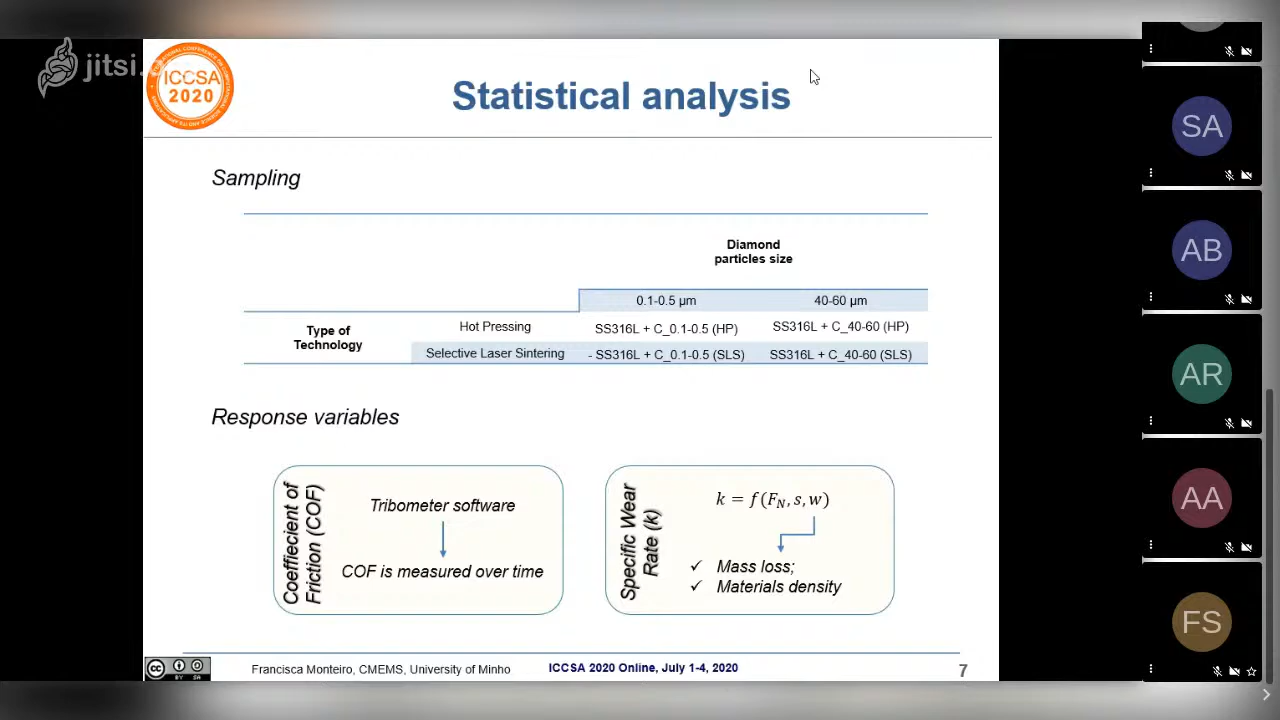 jitsi.o
ICCSA
2020
Statistical analysis
Sampling
Diamond
particles size
0.1-0.5 µm 40-60 µm
Type of
Technology
Hot Pressing SS316L + C_0.1-0.5 (HP) SS316L + C_40-60 (HP)
Selective Laser Sintering - SS316L + C_0.1-0.5 (SLS) SS316L + C_40-60 (SLS)
Response variables
Coeffiecient of
Friction (COF)
Tribometer software
COF is measured over time
Specific Wear
Rate (k)
k = f(F_N, s, w)
✓ Mass loss;
✓ Materials density
CC BY SA
Francisca Monteiro, CMEMS, University of Minho
ICCSA 2020 Online, July 1-4, 2020
7
SA
AB
AR
AA
FS